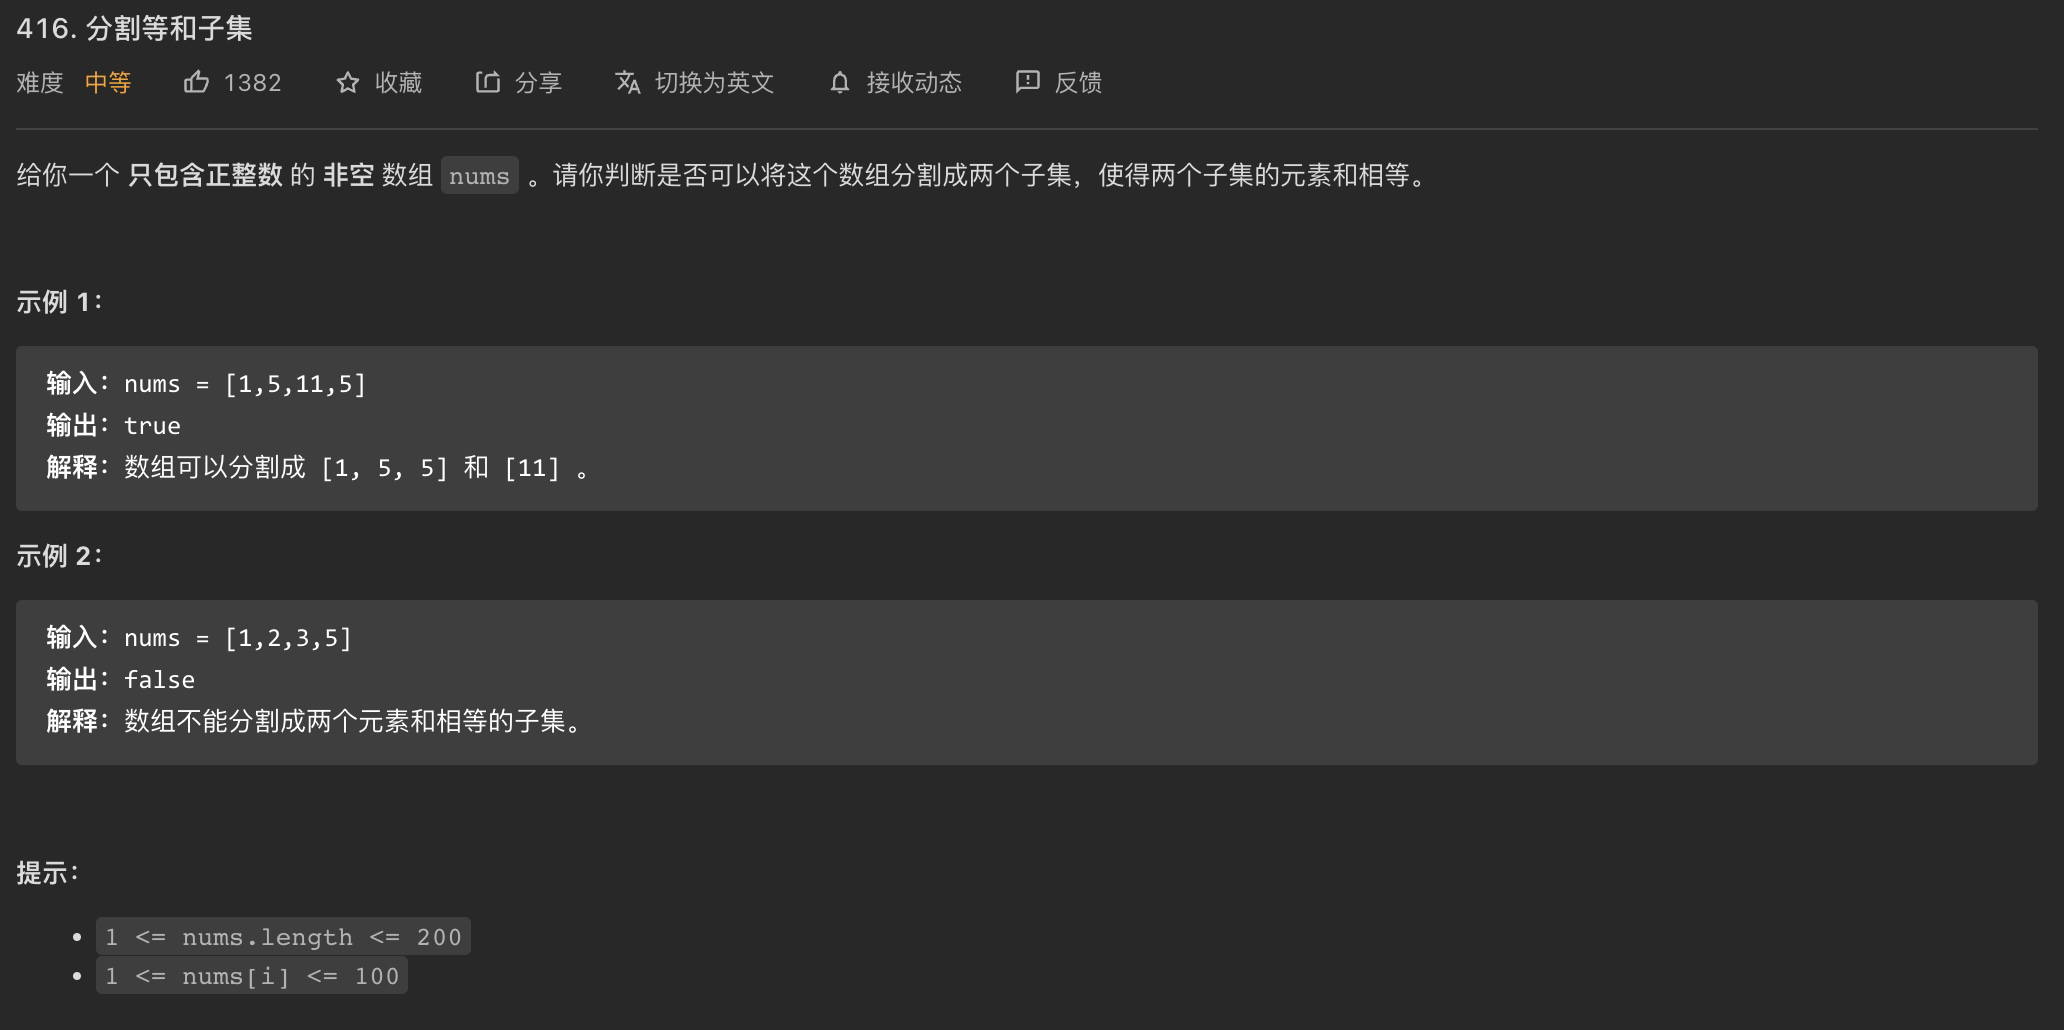 416. 分割等和子集
难度 中等 1382 收藏 分享 切换为英文 接收动态 反馈
给你一个 只包含正整数 的 非空 数组 nums 。请你判断是否可以将这个数组分割成两个子集，使得两个子集的元素和相等。
示例 1：
输入：nums = [1,5,11,5]
输出：true
解释：数组可以分割成 [1, 5, 5] 和 [11] 。
示例 2：
输入：nums = [1,2,3,5]
输出：false
解释：数组不能分割成两个元素和相等的子集。
提示：
1 <= nums.length <= 200
1 <= nums[i] <= 100